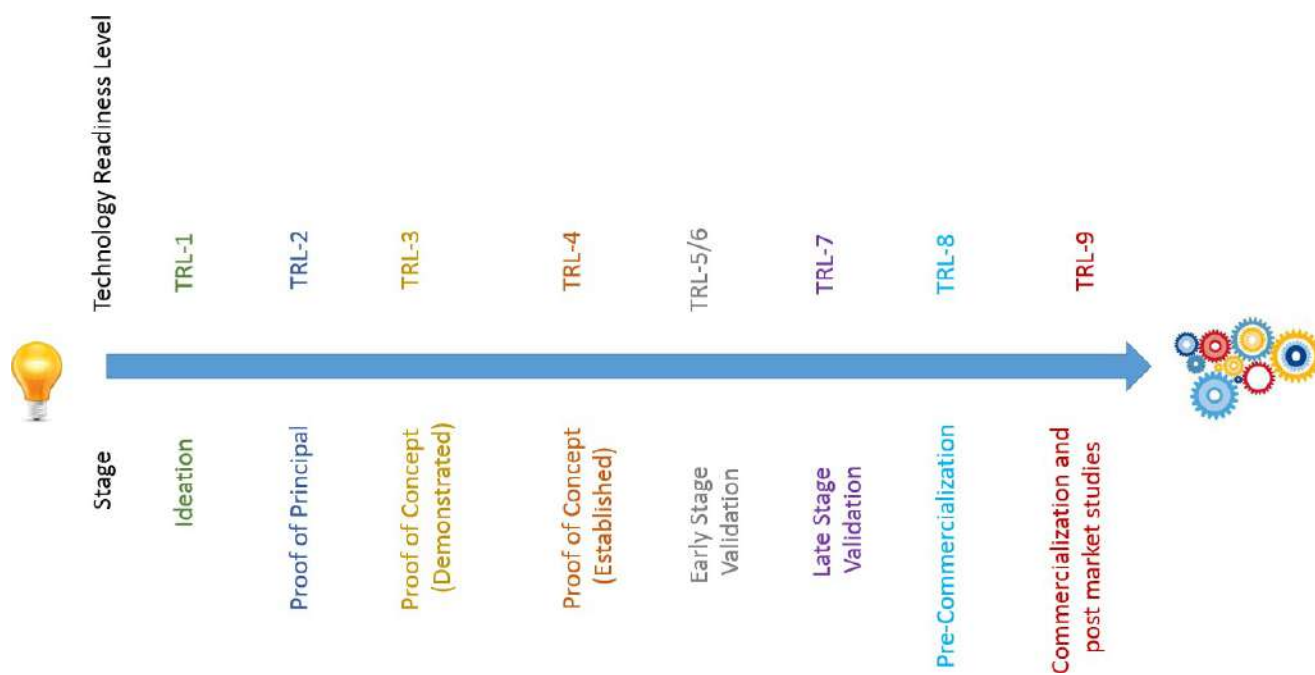 Technology Readiness Level
TRL-1
TRL-2
TRL-3
TRL-4
TRL-5/6
TRL-7
TRL-8
TRL-9
Stage
Ideation
Proof of Principal
Proof of Concept
(Demonstrated)
Proof of Concept
(Established)
Early Stage
Validation
Late Stage
Validation
Pre-Commercialization
Commercialization and
post market studies